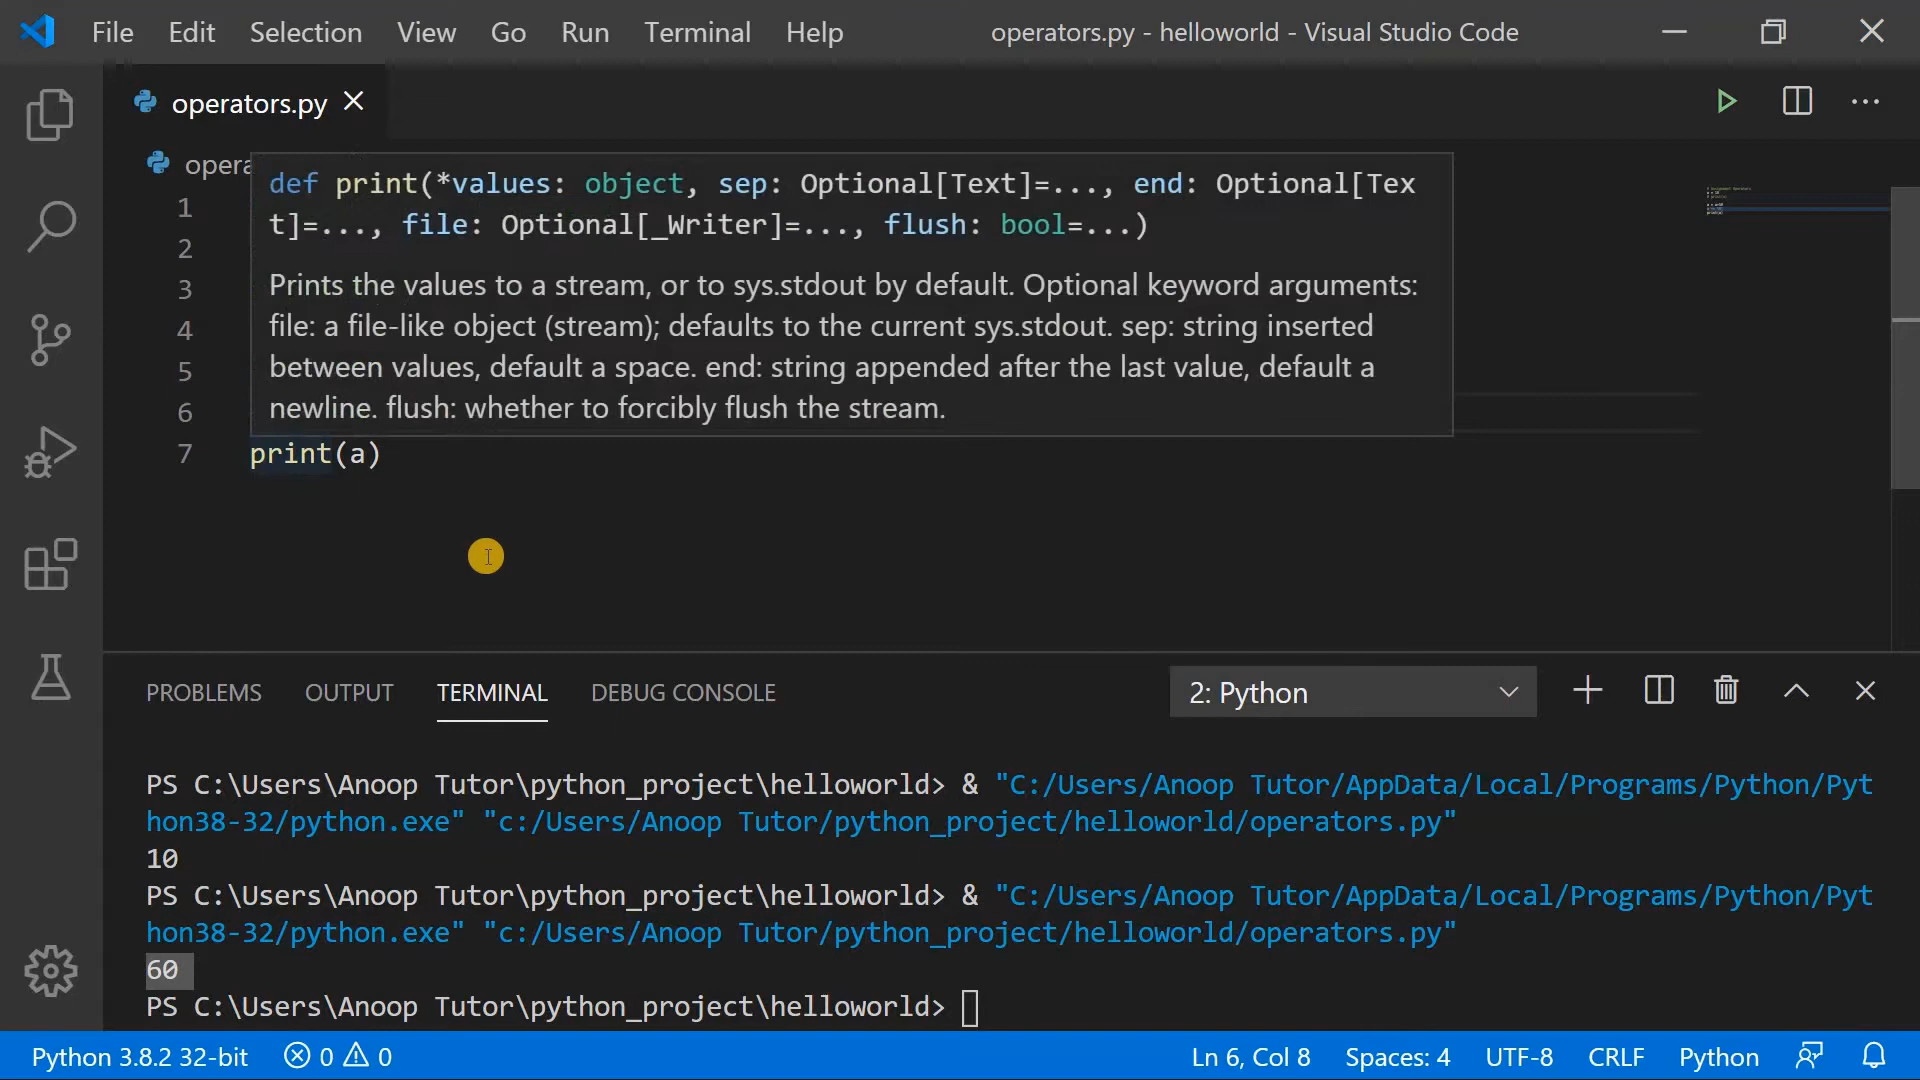 File Edit Selection View Go Run Terminal Help operators.py - helloworld - Visual Studio Code
operators.py
opera
def print(*values: object, sep: Optional[Text]=..., end: Optional[Tex
t]=..., file: Optional[_Writer]=..., flush: bool=...)
Prints the values to a stream, or to sys.stdout by default. Optional keyword arguments:
file: a file-like object (stream); defaults to the current sys.stdout. sep: string inserted
between values, default a space. end: string appended after the last value, default a
newline. flush: whether to forcibly flush the stream.
1
2
3
4
5
6
7 print(a)
PROBLEMS OUTPUT TERMINAL DEBUG CONSOLE 2: Python
PS C:\Users\Anoop Tutor\python_project\helloworld> & "C:/Users/Anoop Tutor/AppData/Local/Programs/Python/Pyt
hon38-32/python.exe" "c:/Users/Anoop Tutor/python_project/helloworld/operators.py"
10
PS C:\Users\Anoop Tutor\python_project\helloworld> & "C:/Users/Anoop Tutor/AppData/Local/Programs/Python/Pyt
hon38-32/python.exe" "c:/Users/Anoop Tutor/python_project/helloworld/operators.py"
60
PS C:\Users\Anoop Tutor\python_project\helloworld>
Python 3.8.2 32-bit 0 0 Ln 6, Col 8 Spaces: 4 UTF-8 CRLF Python